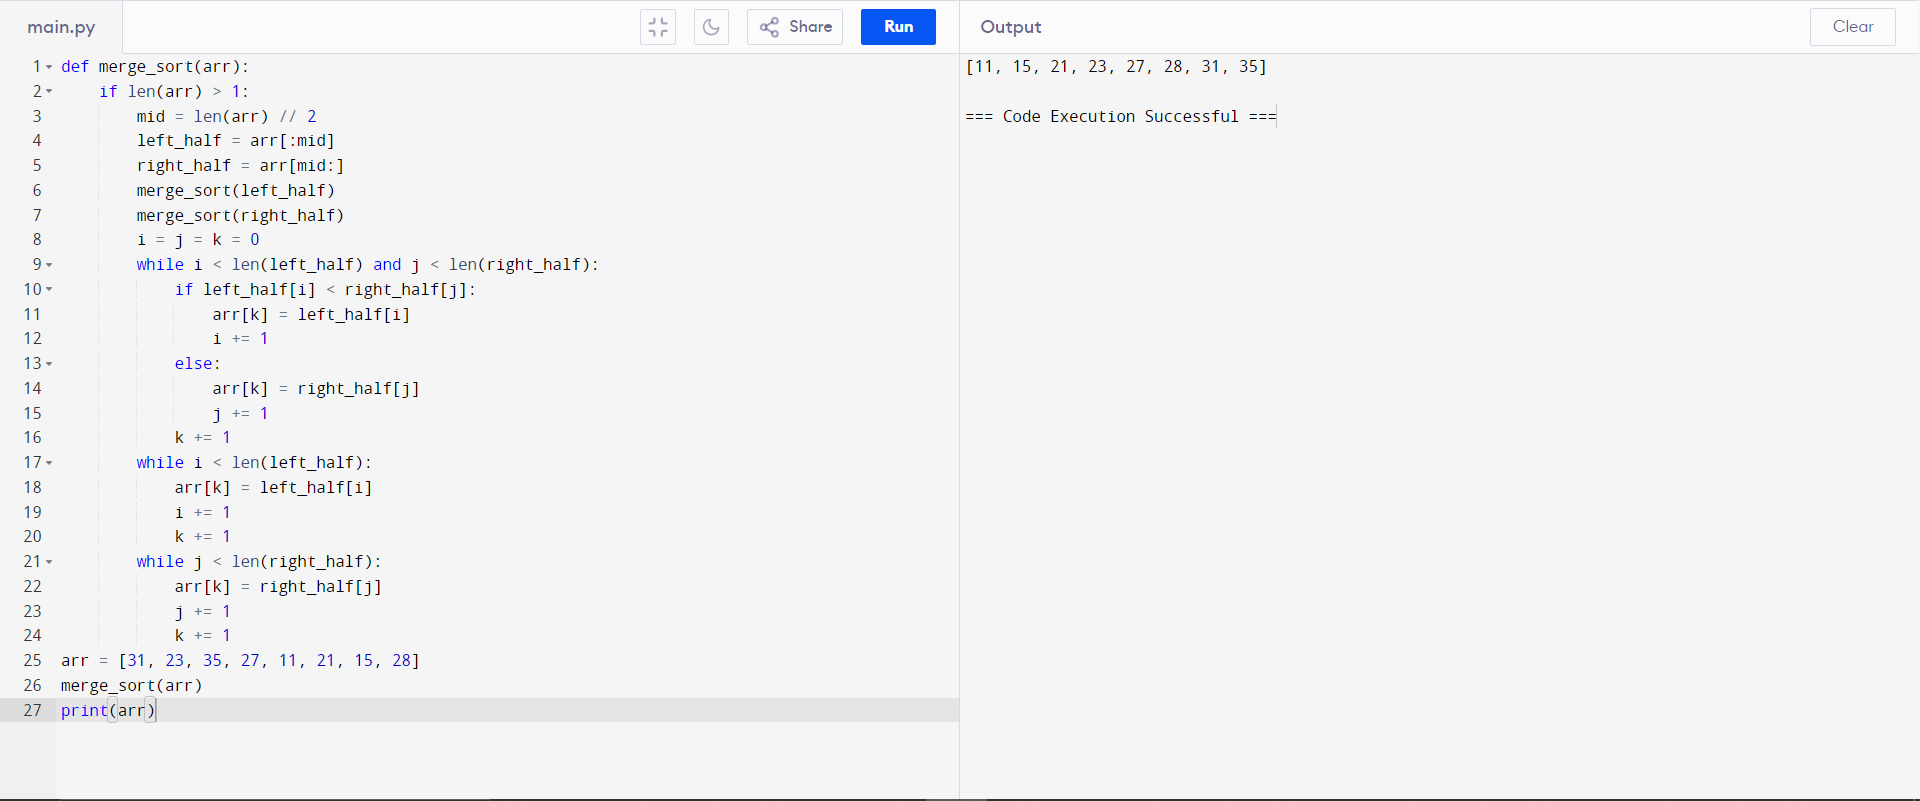 main.py
Share
Run
Output
Clear
1 def merge_sort(arr):
2     if len(arr) > 1:
3         mid = len(arr) // 2
4         left_half = arr[:mid]
5         right_half = arr[mid:]
6         merge_sort(left_half)
7         merge_sort(right_half)
8         i = j = k = 0
9         while i < len(left_half) and j < len(right_half):
10             if left_half[i] < right_half[j]:
11                 arr[k] = left_half[i]
12                 i += 1
13             else:
14                 arr[k] = right_half[j]
15                 j += 1
16             k += 1
17         while i < len(left_half):
18             arr[k] = left_half[i]
19             i += 1
20             k += 1
21         while j < len(right_half):
22             arr[k] = right_half[j]
23             j += 1
24             k += 1
25 arr = [31, 23, 35, 27, 11, 21, 15, 28]
26 merge_sort(arr)
27 print(arr)
[11, 15, 21, 23, 27, 28, 31, 35]
=== Code Execution Successful ===